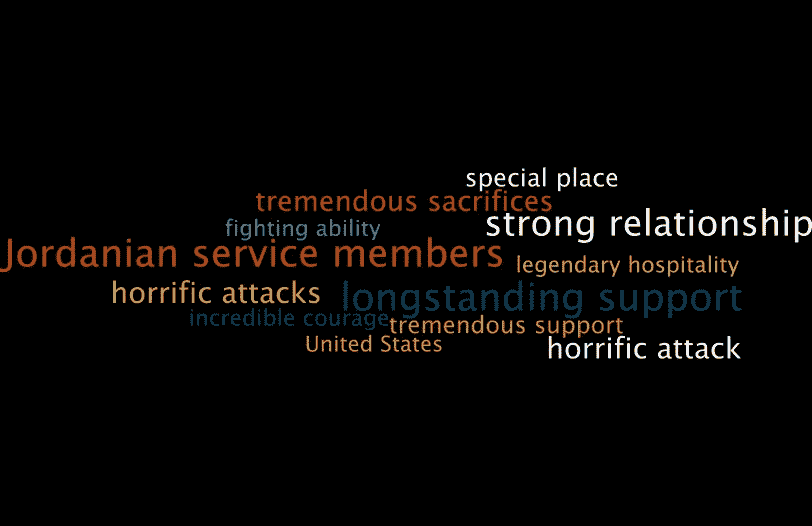 special place
tremendous sacrifices
strong relationship
fighting ability
Jordanian service members
legendary hospitality
horrific attacks
longstanding support
incredible courage
tremendous support
United States
horrific attack